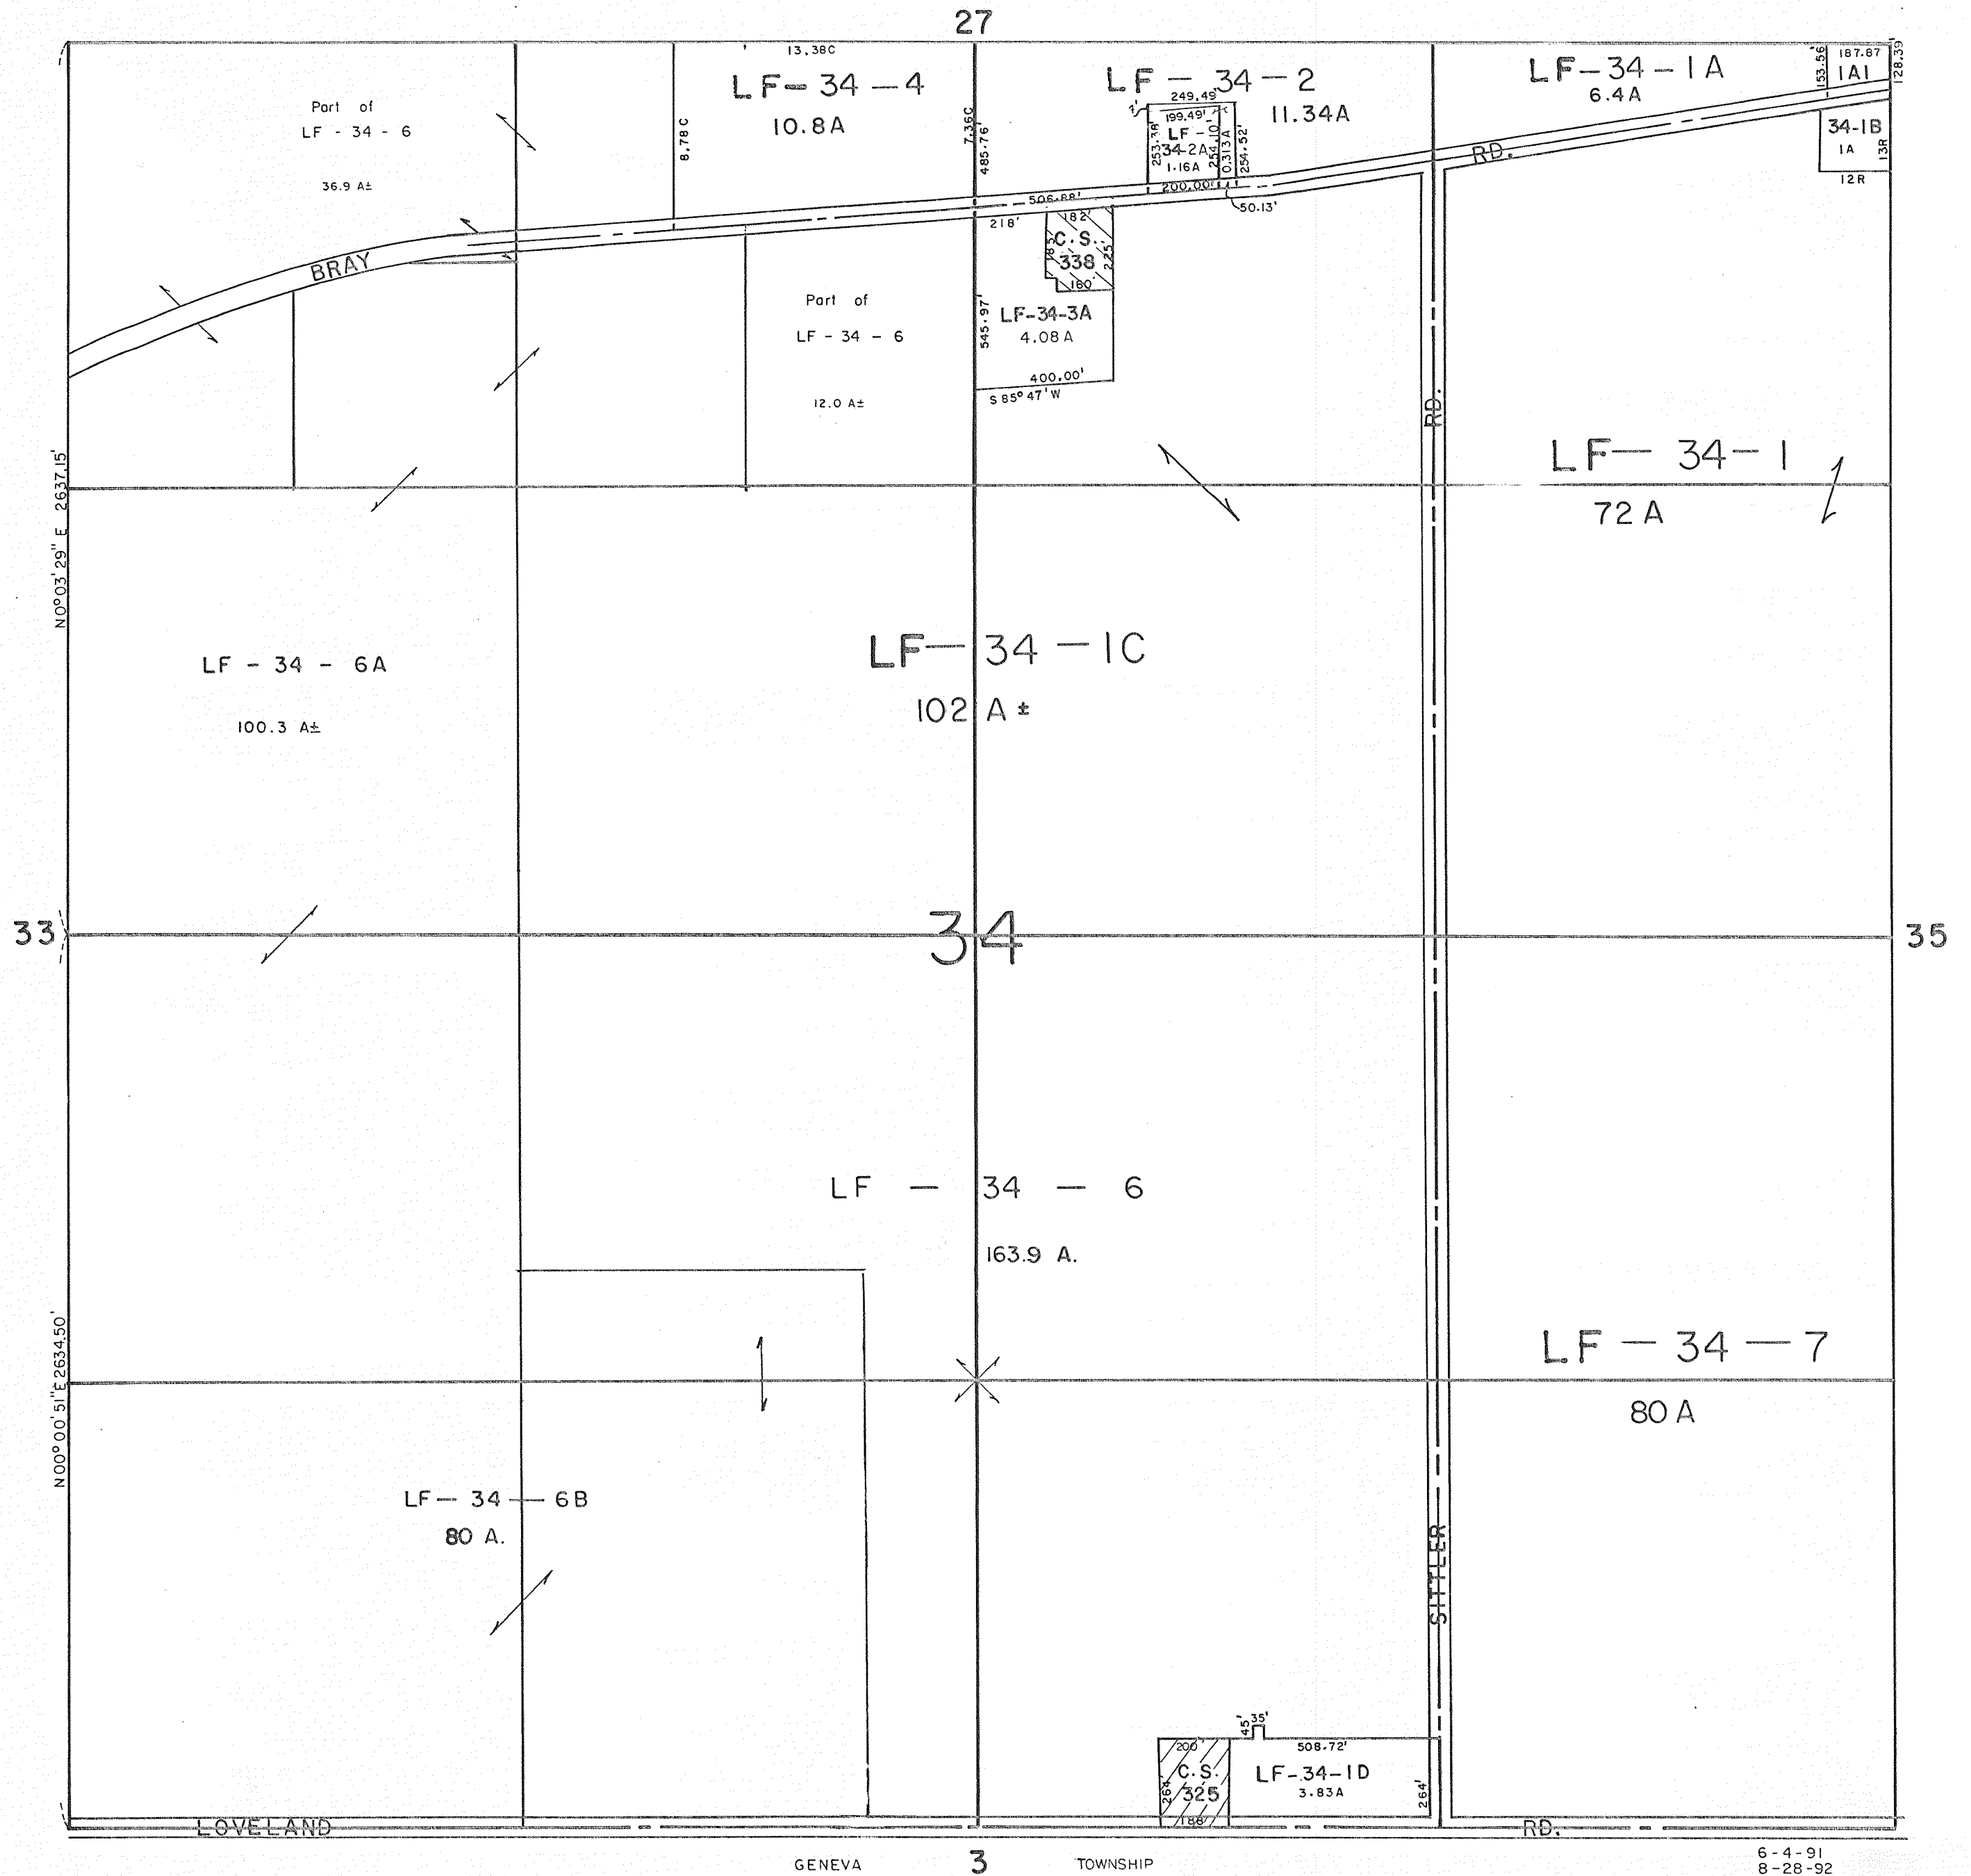 27
13.38C
LF-34-4
10.8A
8.78 C
7.36C
485.76'
LF-34-2
11.34A
249.49'
199.49'
LF-
34-2A
1.16A
253.38'
254.10'
0.313A
254.52'
200.00'
50.13'
LF-34-1A
6.4A
153.56'
187.87
1A1
128.39'
34-1B
1A
13R
12R
Part of
LF - 34 - 6
36.9 A±
BRAY
RD.
506.88'
218'
182'
C.S.
338
185'
225'
160'
LF-34-3A
4.08A
545.97'
400.00'
S 85° 47' W
Part of
LF - 34 - 6
12.0 A±
RD.
LF-34-1
72 A
N0°03'29" E 2637.15'
LF - 34 - 6A
100.3 A±
LF-34-1C
102 A ±
33
34
35
LF - 34 - 6
163.9 A.
LF-34-7
80 A
N00°00'51"E 2634.50'
LF-34-6B
80 A.
SITTLER
45'
35'
200'
508.72'
C.S.
325
264'
188'
LF-34-1D
3.83A
264'
LOVELAND
RD.
GENEVA 3 TOWNSHIP
6-4-91
8-28-92